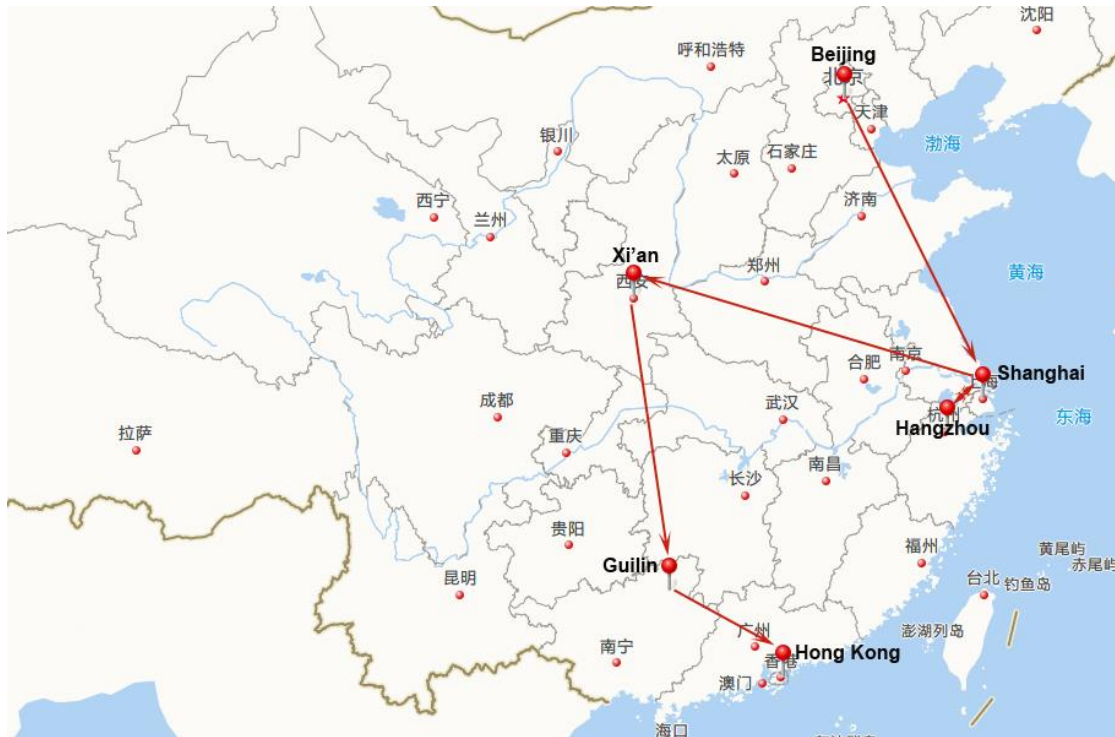 沈阳
呼和浩特
Beijing
北京
天津
渤海
银川
太原
石家庄
西宁
兰州
济南
Xi’an
西安
郑州
黄海
南京
合肥
Shanghai
上海
成都
武汉
杭州
Hangzhou
东海
拉萨
重庆
南昌
长沙
贵阳
福州
黄尾屿
赤尾屿
Guilin
昆明
台北
钓鱼岛
广州
澎湖列岛
南宁
Hong Kong
香港
澳门
海口